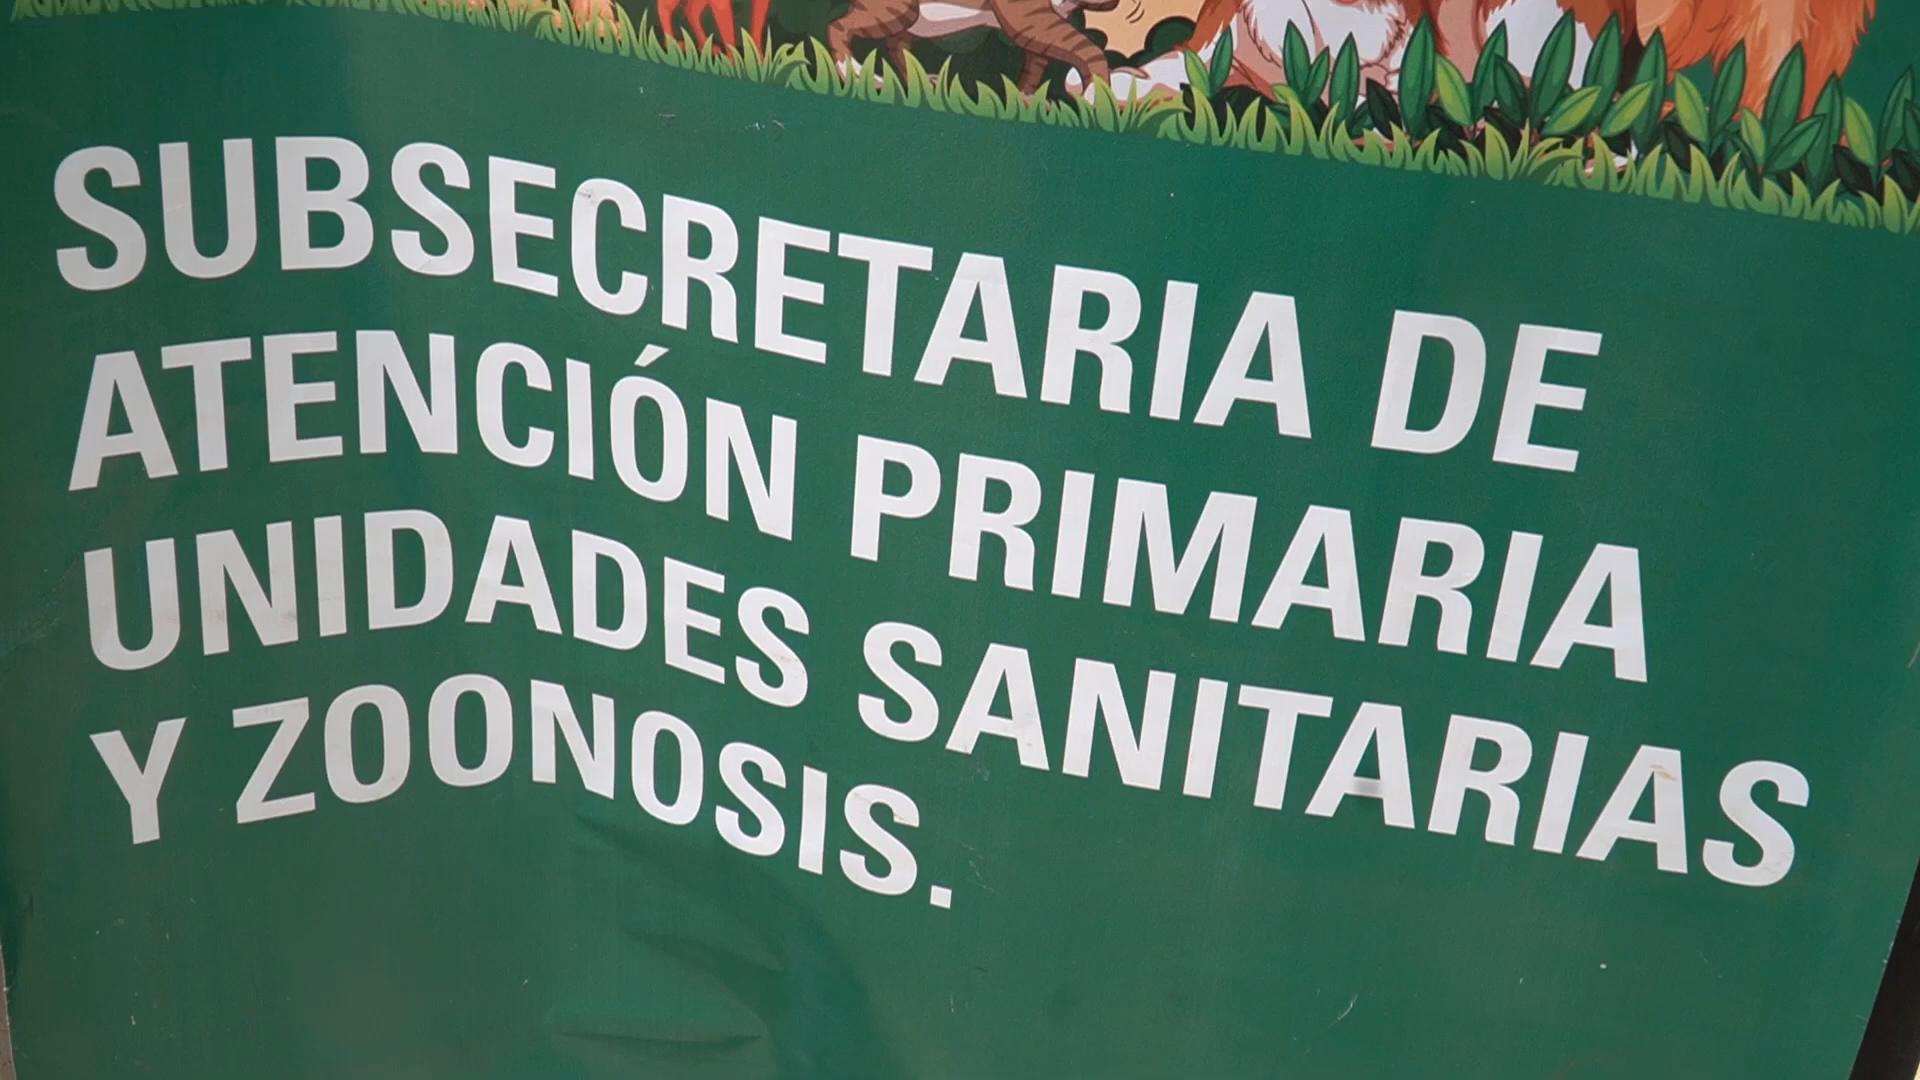 SUBSECRETARIA DE
ATENCIÓN PRIMARIA
UNIDADES SANITARIAS
Y ZOONOSIS.